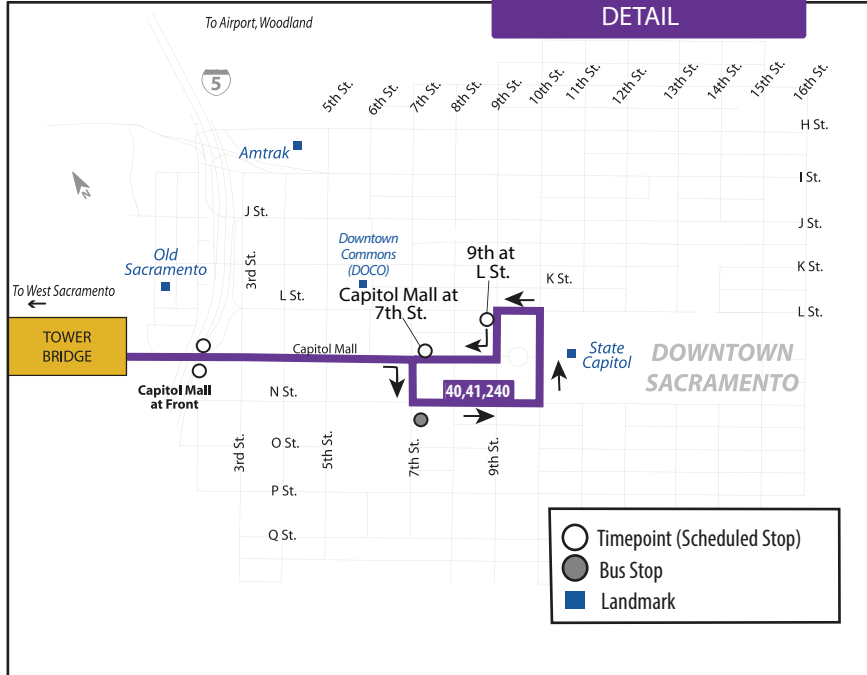 DETAIL
To Airport, Woodland
5
5th St.
6th St.
7th St.
8th St.
9th St.
10th St.
11th St.
12th St.
13th St.
14th St.
15th St.
16th St.
H St.
Amtrak
I St.
N
J St.
J St.
3rd St.
Old
Sacramento
Downtown
Commons
(DOCO)
9th at
L St.
K St.
K St.
To West Sacramento
L St.
Capitol Mall at
7th St.
L St.
TOWER
BRIDGE
Capitol Mall
State
Capitol
DOWNTOWN
SACRAMENTO
Capitol Mall
at Front
N St.
40,41,240
O St.
3rd St.
5th St.
7th St.
9th St.
P St.
Q St.
Timepoint (Scheduled Stop)
Bus Stop
Landmark